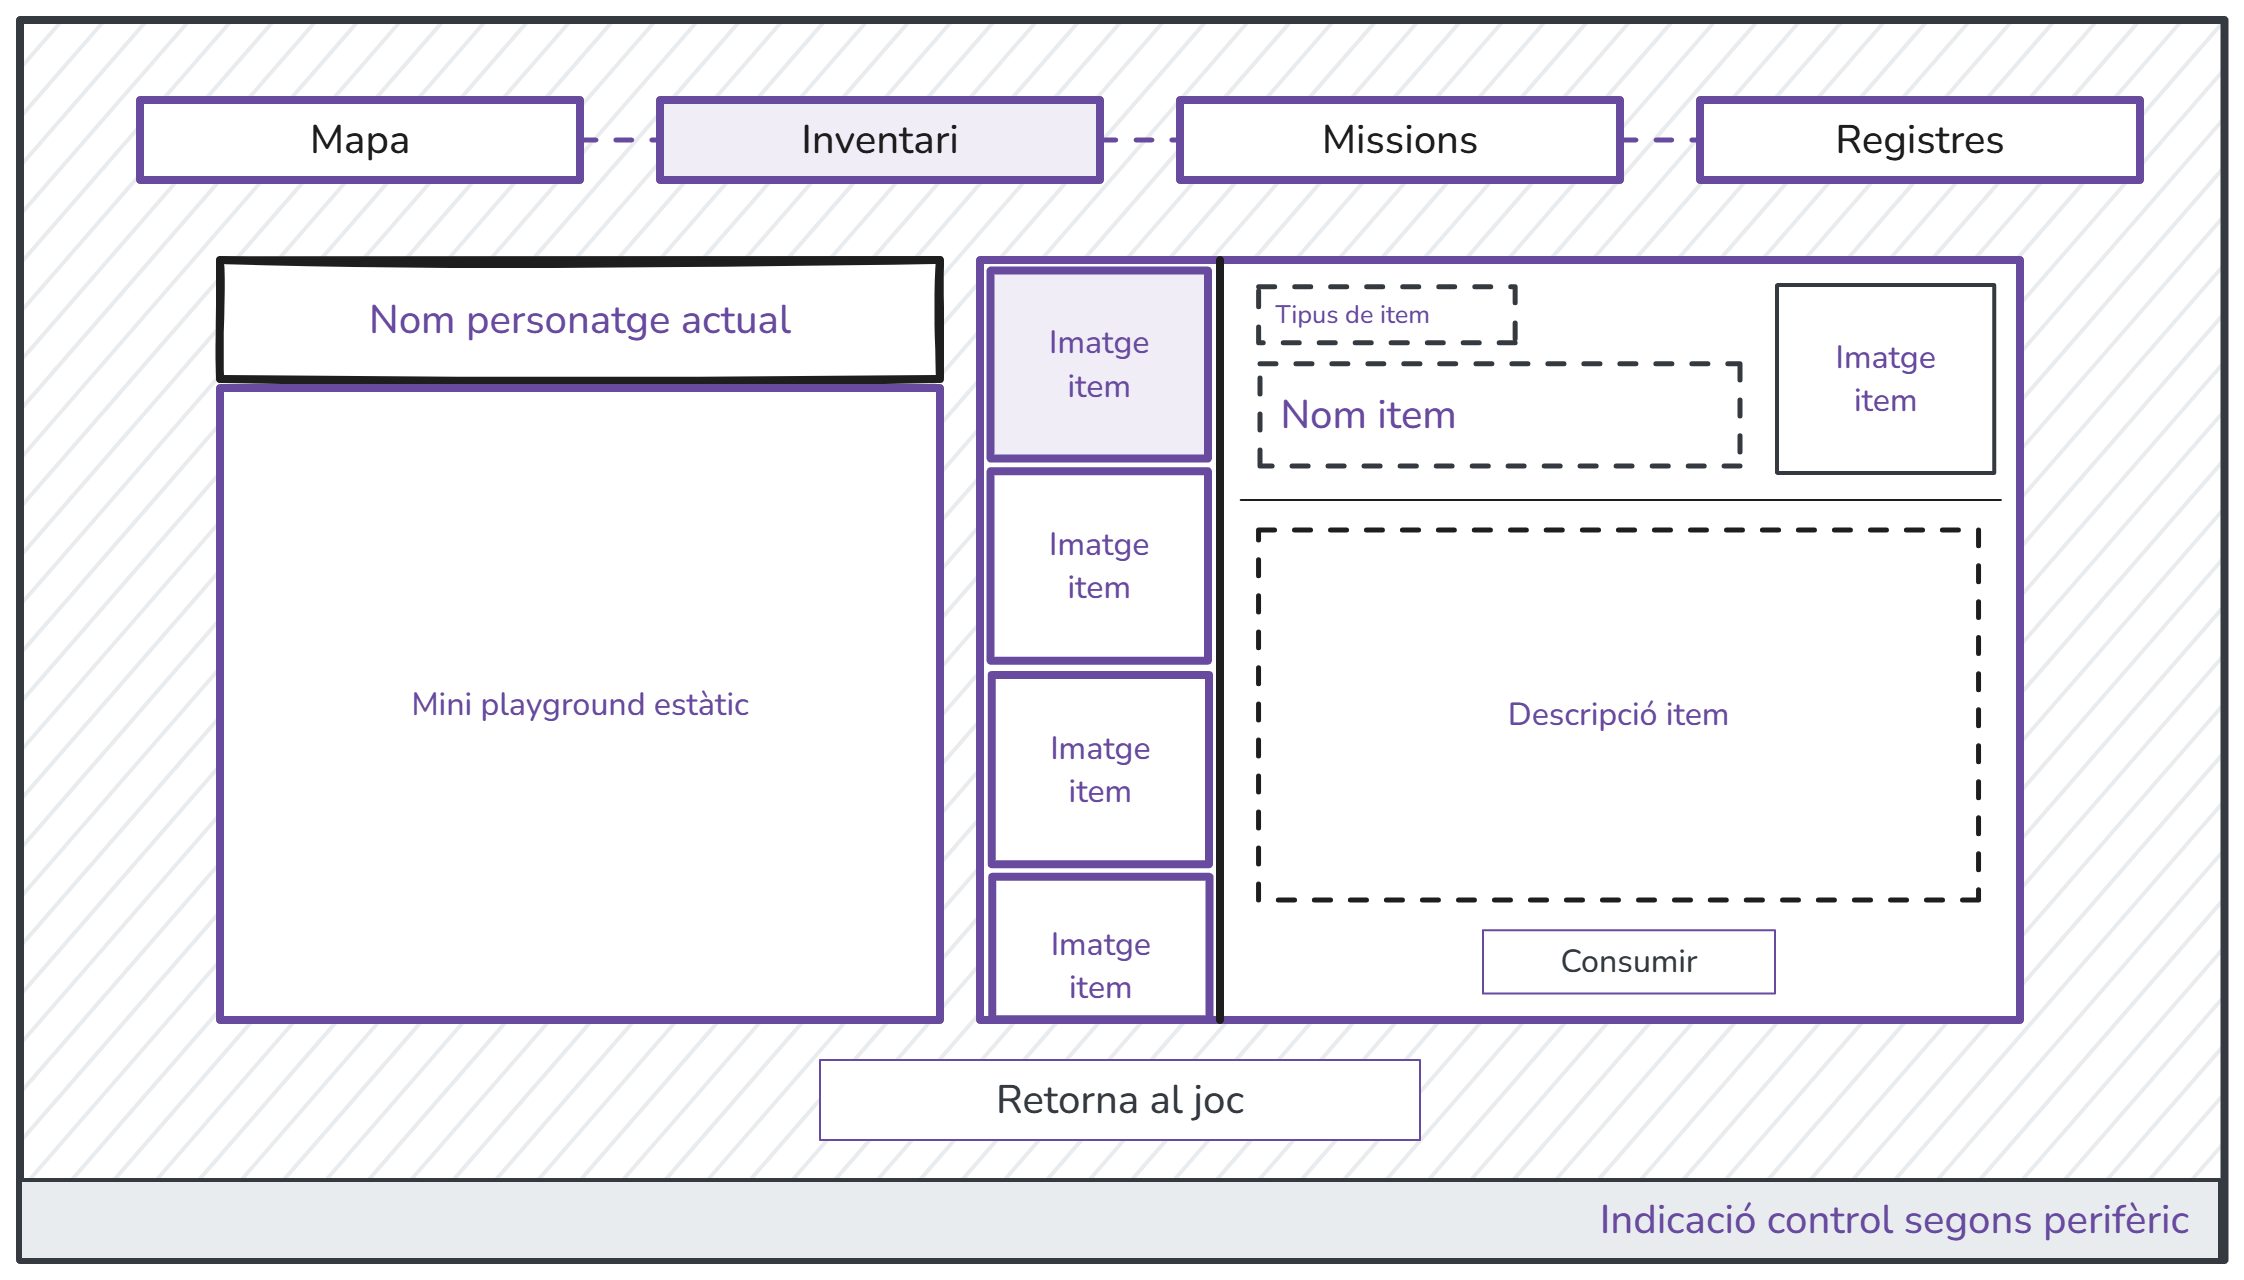 Mapa
Inventari
Missions
Registres
Nom personatge actual
Mini playground estàtic
Imatge
item
Imatge
item
Imatge
item
Imatge
item
Tipus de item
Nom item
Imatge
item
Descripció item
Consumir
Retorna al joc
Indicació control segons perifèric